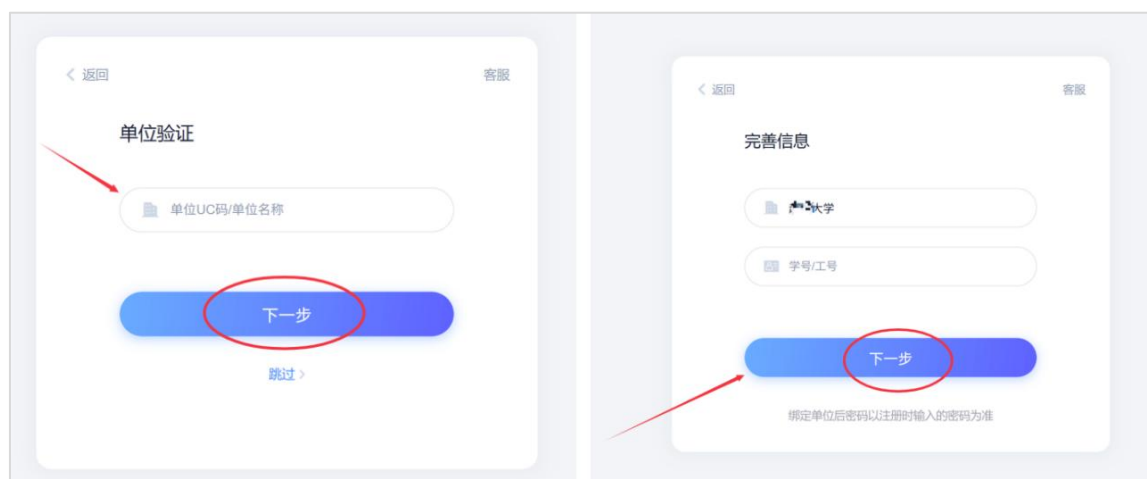 返回
客服
单位验证
单位UC码/单位名称
下一步
跳过
返回
客服
完善信息
大学
学号/工号
下一步
绑定单位后密码以注册时输入的密码为准